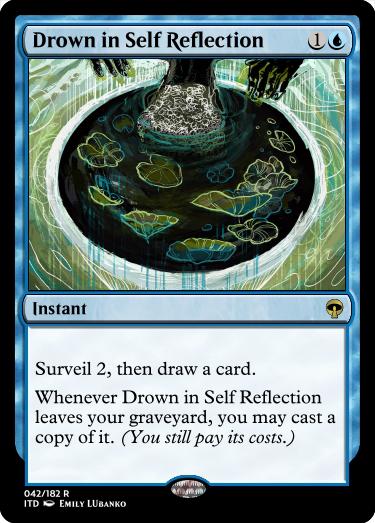 Drown in Self Reflection 1
Instant
Surveil 2, then draw a card.
Whenever Drown in Self Reflection
leaves your graveyard, you may cast a
copy of it. (You still pay its costs.)
042/182 R
ITD EMILY LUBANKO